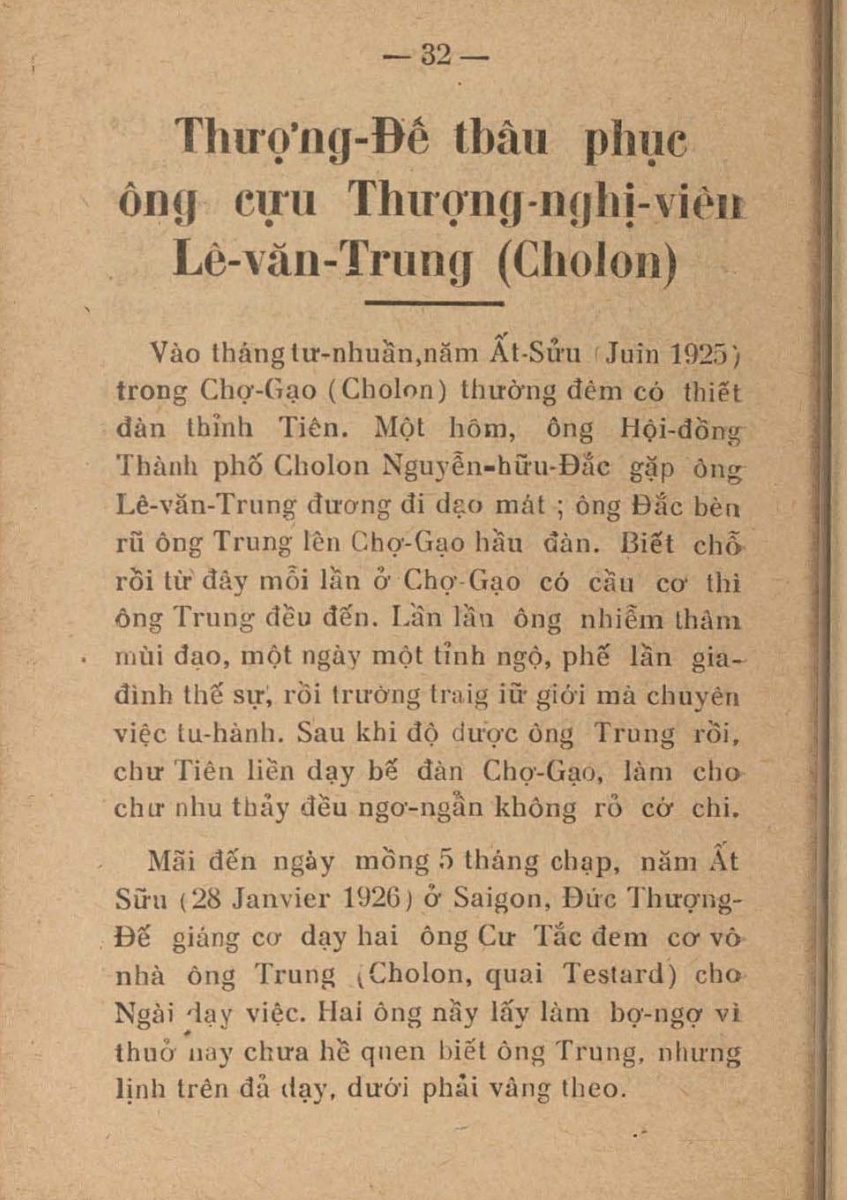 — 32 —
Thượng-Đế thâu phục
ông cựu Thượng-nghị-viên
Lê-văn-Trung (Cholon)
Vào tháng tư-nhuần,năm Ất-Sửu (Juin 1925)
trong Chợ-Gạo (Cholon) thường đêm có thiết
đàn thỉnh Tiên. Một hôm, ông Hội-đồng
Thành phố Cholon Nguyễn-hữu-Đắc gặp ông
Lê-văn-Trung đương đi dạo mát ; ông Đắc bèn
rũ ông Trung lên Chợ-Gạo hầu đàn. Biết chỗ
rồi từ đây mỗi lần ở Chợ-Gạo có cầu cơ thì
ông Trung đều đến. Lần lần ông nhiễm thâm
mùi đạo, một ngày một tỉnh ngộ, phế lần gia-
đình thế sự, rồi trường traig iữ giới mà chuyên
việc tu-hành. Sau khi độ được ông Trung rồi,
chư Tiên liền dạy bế đàn Chợ-Gạo, làm cho
chư nhu thảy đều ngơ-ngẩn không rỏ cớ chi.
Mãi đến ngày mồng 5 tháng chạp, năm Ất
Sữu (28 Janvier 1926) ở Saigon, Đức Thượng-
Đế giáng cơ dạy hai ông Cư Tắc đem cơ vô
nhà ông Trung (Cholon, quai Testard) cho
Ngài dạy việc. Hai ông nầy lấy làm bợ-ngợ vì
thuở nay chưa hề quen biết ông Trung, nhưng
lịnh trên đả dạy, dưới phải vâng theo.